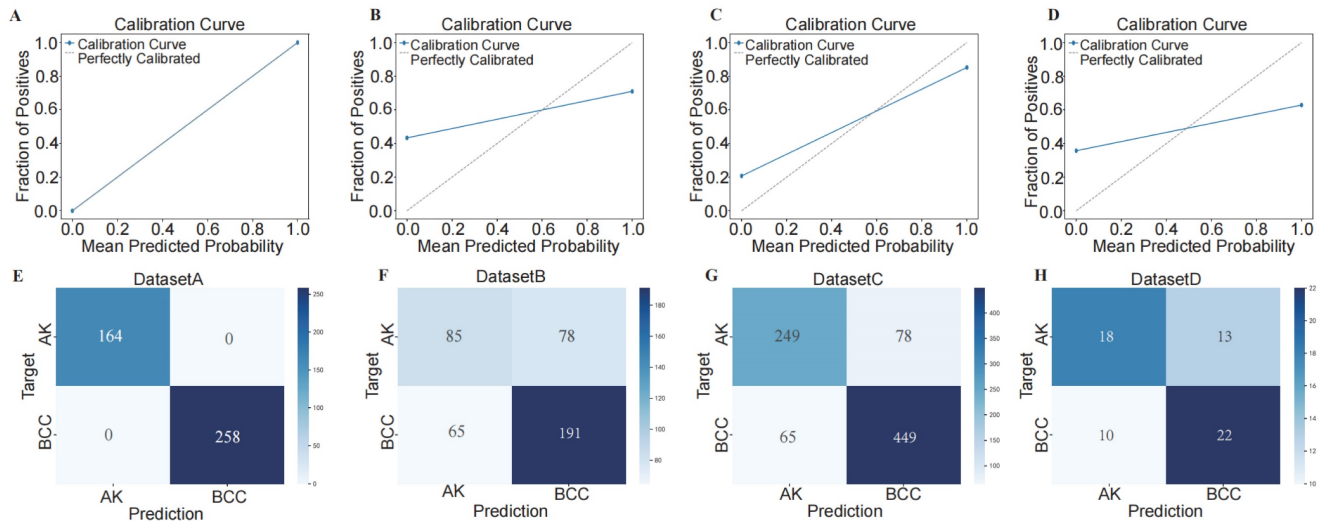 A
Calibration Curve
1.0
Calibration Curve
Perfectly Calibrated
0.8
0.6
0.4
0.2
0.0
Fraction of Positives
0.0 0.2 0.4 0.6 0.8 1.0
Mean Predicted Probability
B
Calibration Curve
1.0
Calibration Curve
Perfectly Calibrated
0.8
0.6
0.4
0.2
0.0
Fraction of Positives
0.0 0.2 0.4 0.6 0.8 1.0
Mean Predicted Probability
C
Calibration Curve
1.0
Calibration Curve
Perfectly Calibrated
0.8
0.6
0.4
0.2
0.0
Fraction of Positives
0.0 0.2 0.4 0.6 0.8 1.0
Mean Predicted Probability
D
Calibration Curve
1.0
Calibration Curve
Perfectly Calibrated
0.8
0.6
0.4
0.2
0.0
Fraction of Positives
0.0 0.2 0.4 0.6 0.8 1.0
Mean Predicted Probability
E
DatasetA
Target
AK
164 0
BCC
0 258
AK BCC
Prediction
250
200
150
100
50
0
F
DatasetB
Target
AK
85 78
BCC
65 191
AK BCC
Prediction
180
160
140
120
100
80
G
DatasetC
Target
AK
249 78
BCC
65 449
AK BCC
Prediction
400
350
300
250
200
150
100
H
DatasetD
Target
AK
18 13
BCC
10 22
AK BCC
Prediction
22
20
18
16
14
12
10